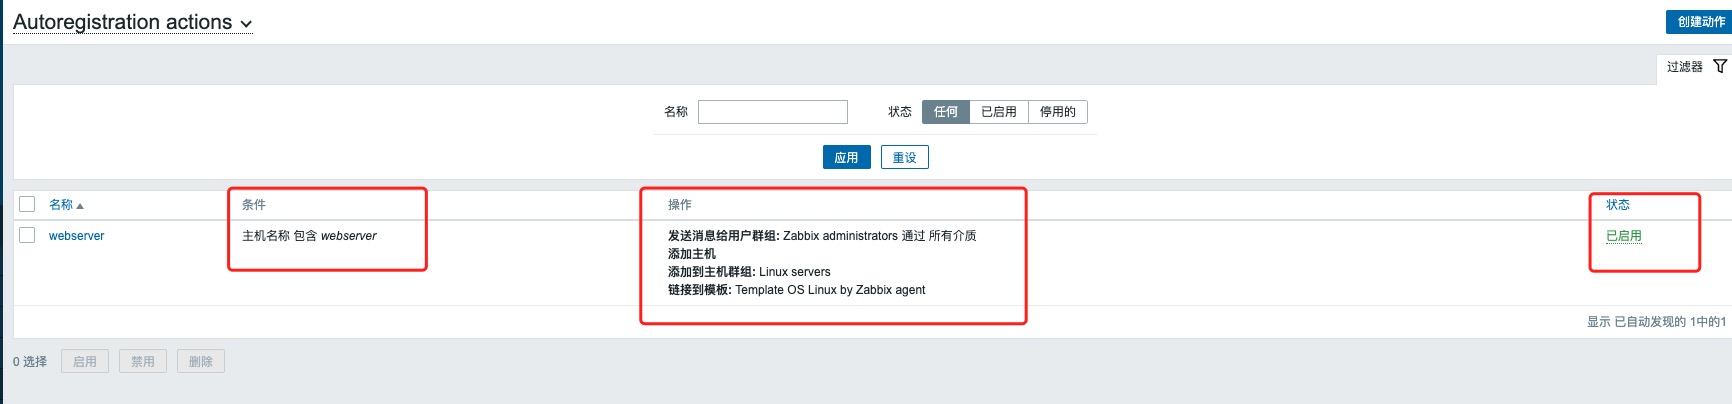 Autoregistration actions
创建动作
过滤器
名称 状态 任何 已启用 停用的
应用 重设
名称 条件 操作 状态
webserver 主机名称 包含 webserver 发送消息给用户群组: Zabbix administrators 通过 所有介质 已启用
添加主机
添加到主机群组: Linux servers
链接到模板: Template OS Linux by Zabbix agent
显示 已自动发现的 1中的1
0 选择 启用 禁用 删除